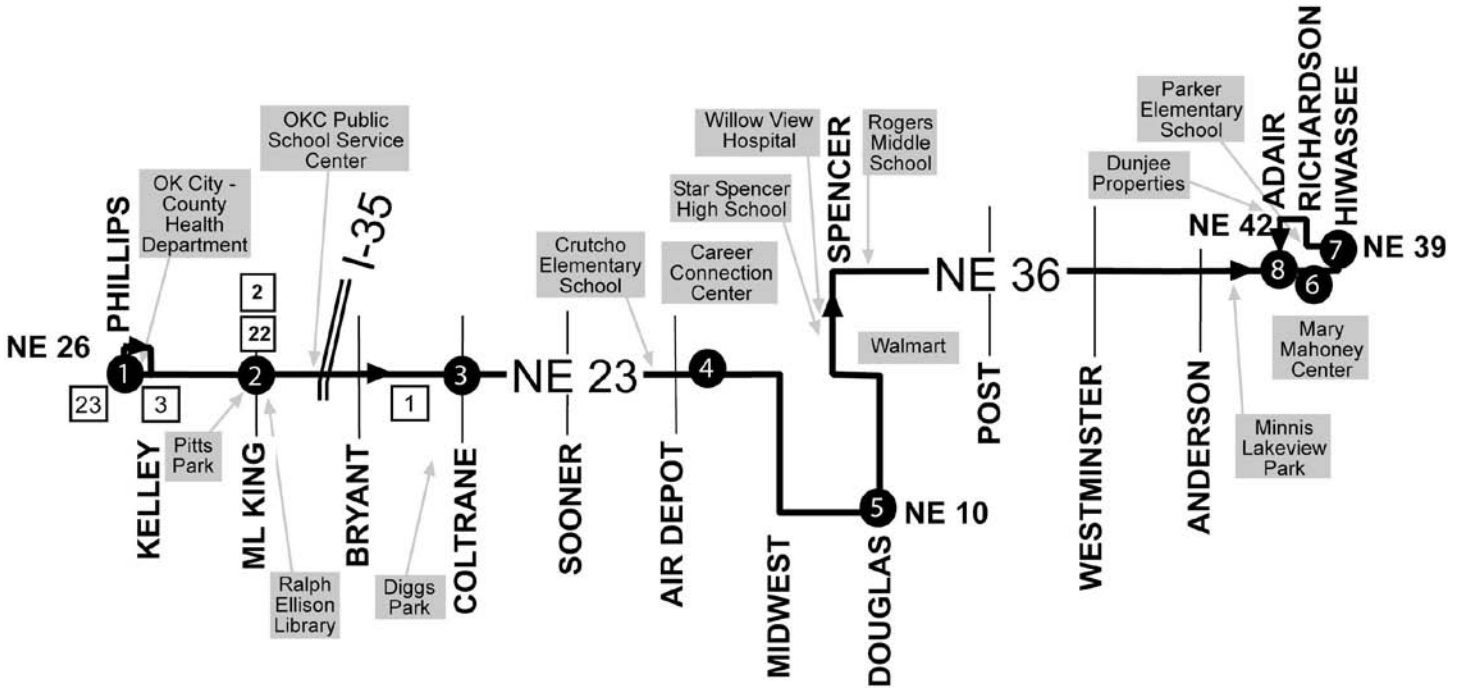 RICHARDSON
HIWASSEE
ADAIR
Parker
Elementary
School
Dunjee
Properties
OKC Public
School Service
Center
Willow View
Hospital
SPENCER
Rogers
Middle
School
OK City -
County
Health
Department
PHILLIPS
I-35
Star Spencer
High School
Crutcho
Elementary
School
Career
Connection
Center
NE 42
NE 39
7
8
6
NE 36
2
22
NE 26
1
2
3
NE 23
4
Walmart
Mary
Mahoney
Center
23
3
1
Pitts
Park
Minnis
Lakeview
Park
KELLEY
ML KING
BRYANT
COLTRANE
SOONER
AIR DEPOT
MIDWEST
5
NE 10
DOUGLAS
POST
WESTMINSTER
ANDERSON
Ralph
Ellison
Library
Diggs
Park